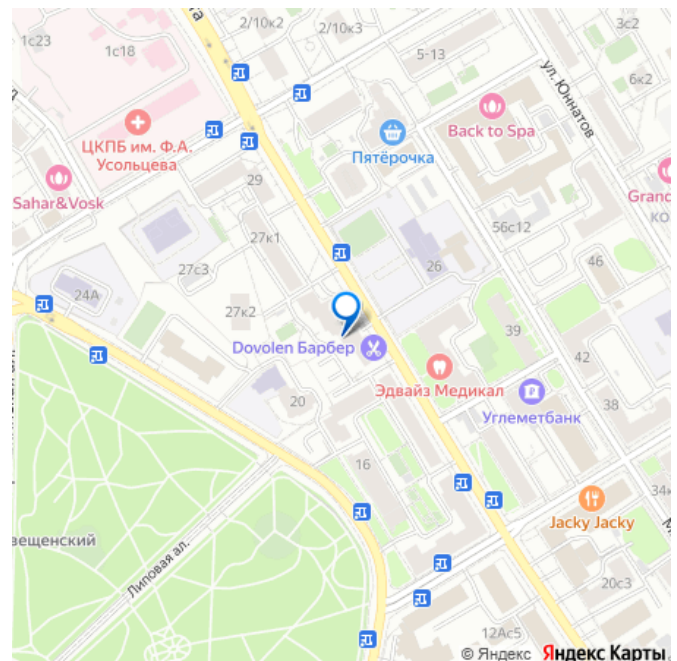 1с23
1с18
2/10к2
2/10к3
5-13
3с2
6к2
ул. Юннатов
Back to Spa
ЦКПБ им. Ф.А.
Усольцева
Пятёрочка
Sahar&Vosk
29
56с12
27к1
27с3
26
46
24А
27к2
39
Dovolen Барбер
42
Эдвайз Медикал
Углеметбанк
20
38
16
Jacky Jacky
вещенский
Липовая ал.
20с3
12Ас5
© Яндекс Яндекс Карты